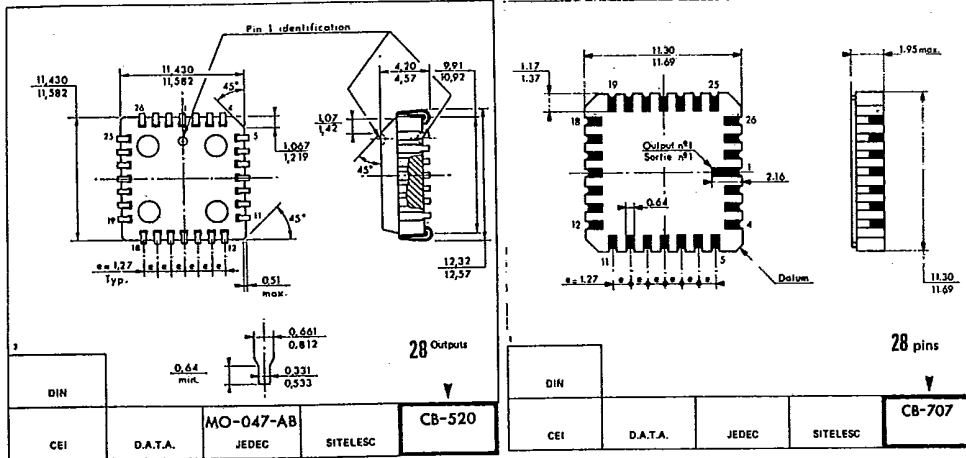 Pin 1 identification
11,430
11,582
11,430
11,582
45°
26
4
25
5
1,067
1,219
19
11
45°
18
12
e=1,27
e
e
e
e
e
e
Typ.
0,51
max.
4,20
4,57
9,91
10,92
1,07
1,42
45°
12,32
12,57
0,661
0,812
0,64
min.
0,331
0,533
28 Outputs
3
DIN
CEI
D.A.T.A.
MO-047-AB
JEDEC
SITELESC
CB-520
11.30
11.69
1.17
1.37
19
25
18
26
Output nº1
Sortie nº1
1
2.16
0.64
12
4
11
5
e=1.27
e
e
e
e
e
e
Datum
1.95 max.
11.30
11.69
28 pins
DIN
CEI
D.A.T.A.
JEDEC
SITELESC
CB-707